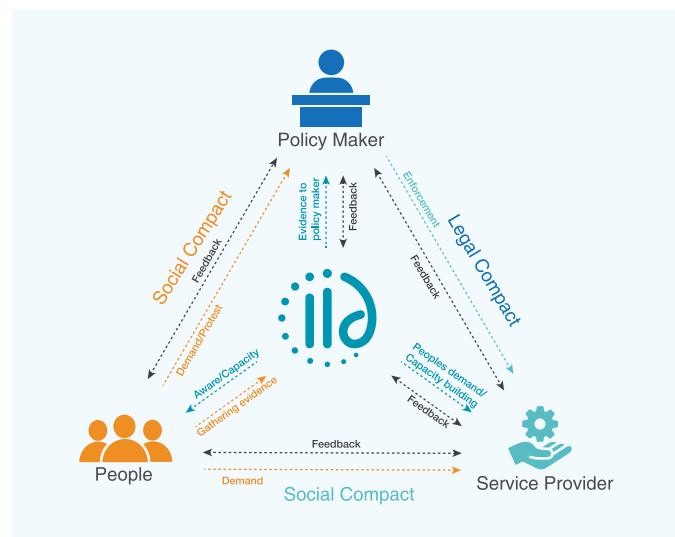 Policy Maker
Social Compact
Feedback
Demand/Protest
Evidence to
policy maker
Feedback
Enforcement
Legal Compact
Feedback
iid
Aware/Capacity
Gathering evidence
Peoples demand/
Capacity building
Feedback
People
Feedback
Demand
Social Compact
Service Provider